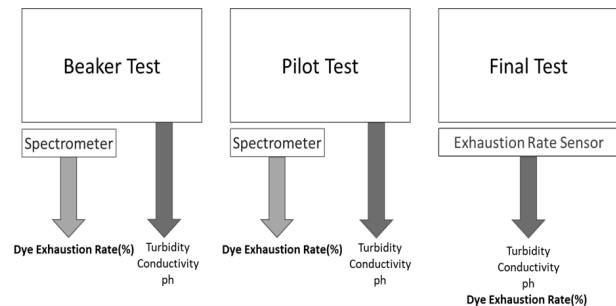 Beaker Test
Spectrometer
Dye Exhaustion Rate(%)
Turbidity
Conductivity
ph
Pilot Test
Spectrometer
Dye Exhaustion Rate(%)
Turbidity
Conductivity
ph
Final Test
Exhaustion Rate Sensor
Turbidity
Conductivity
ph
Dye Exhaustion Rate(%)